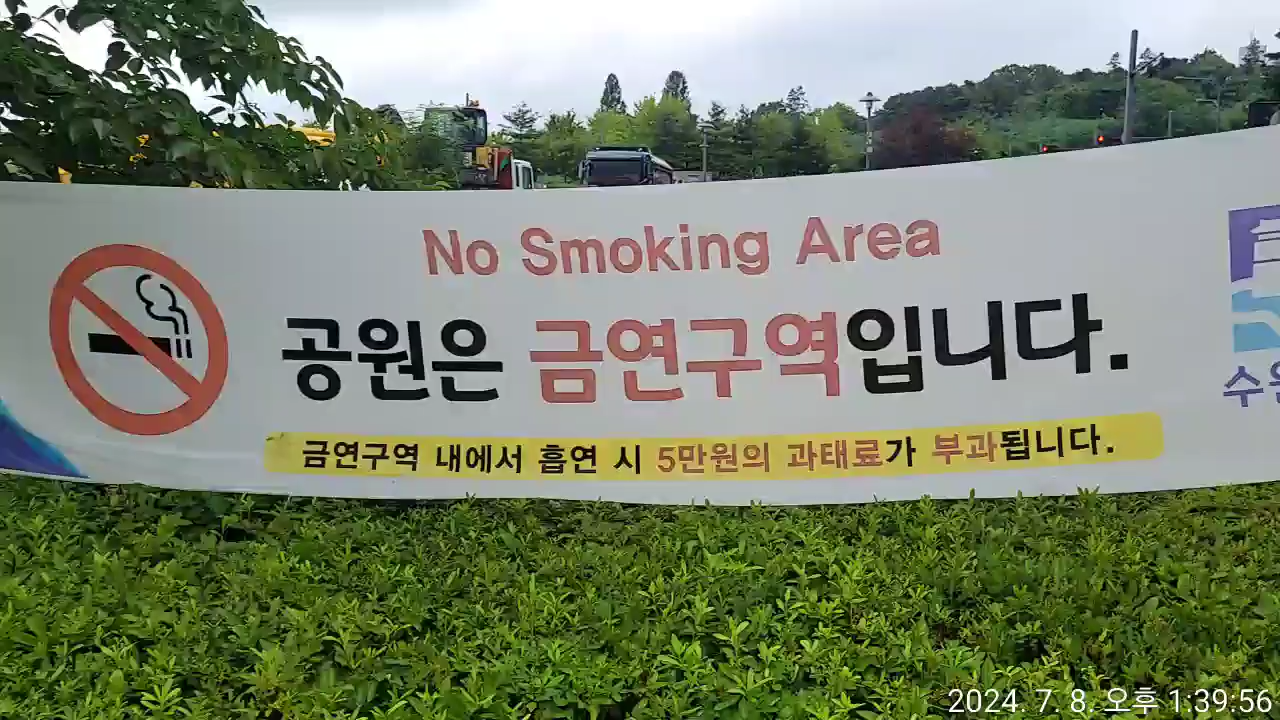 No Smoking Area
공원은 금연구역입니다.
금연구역 내에서 흡연 시 5만원의 과태료가 부과됩니다.
2024. 7. 8. 오후 1:39:56